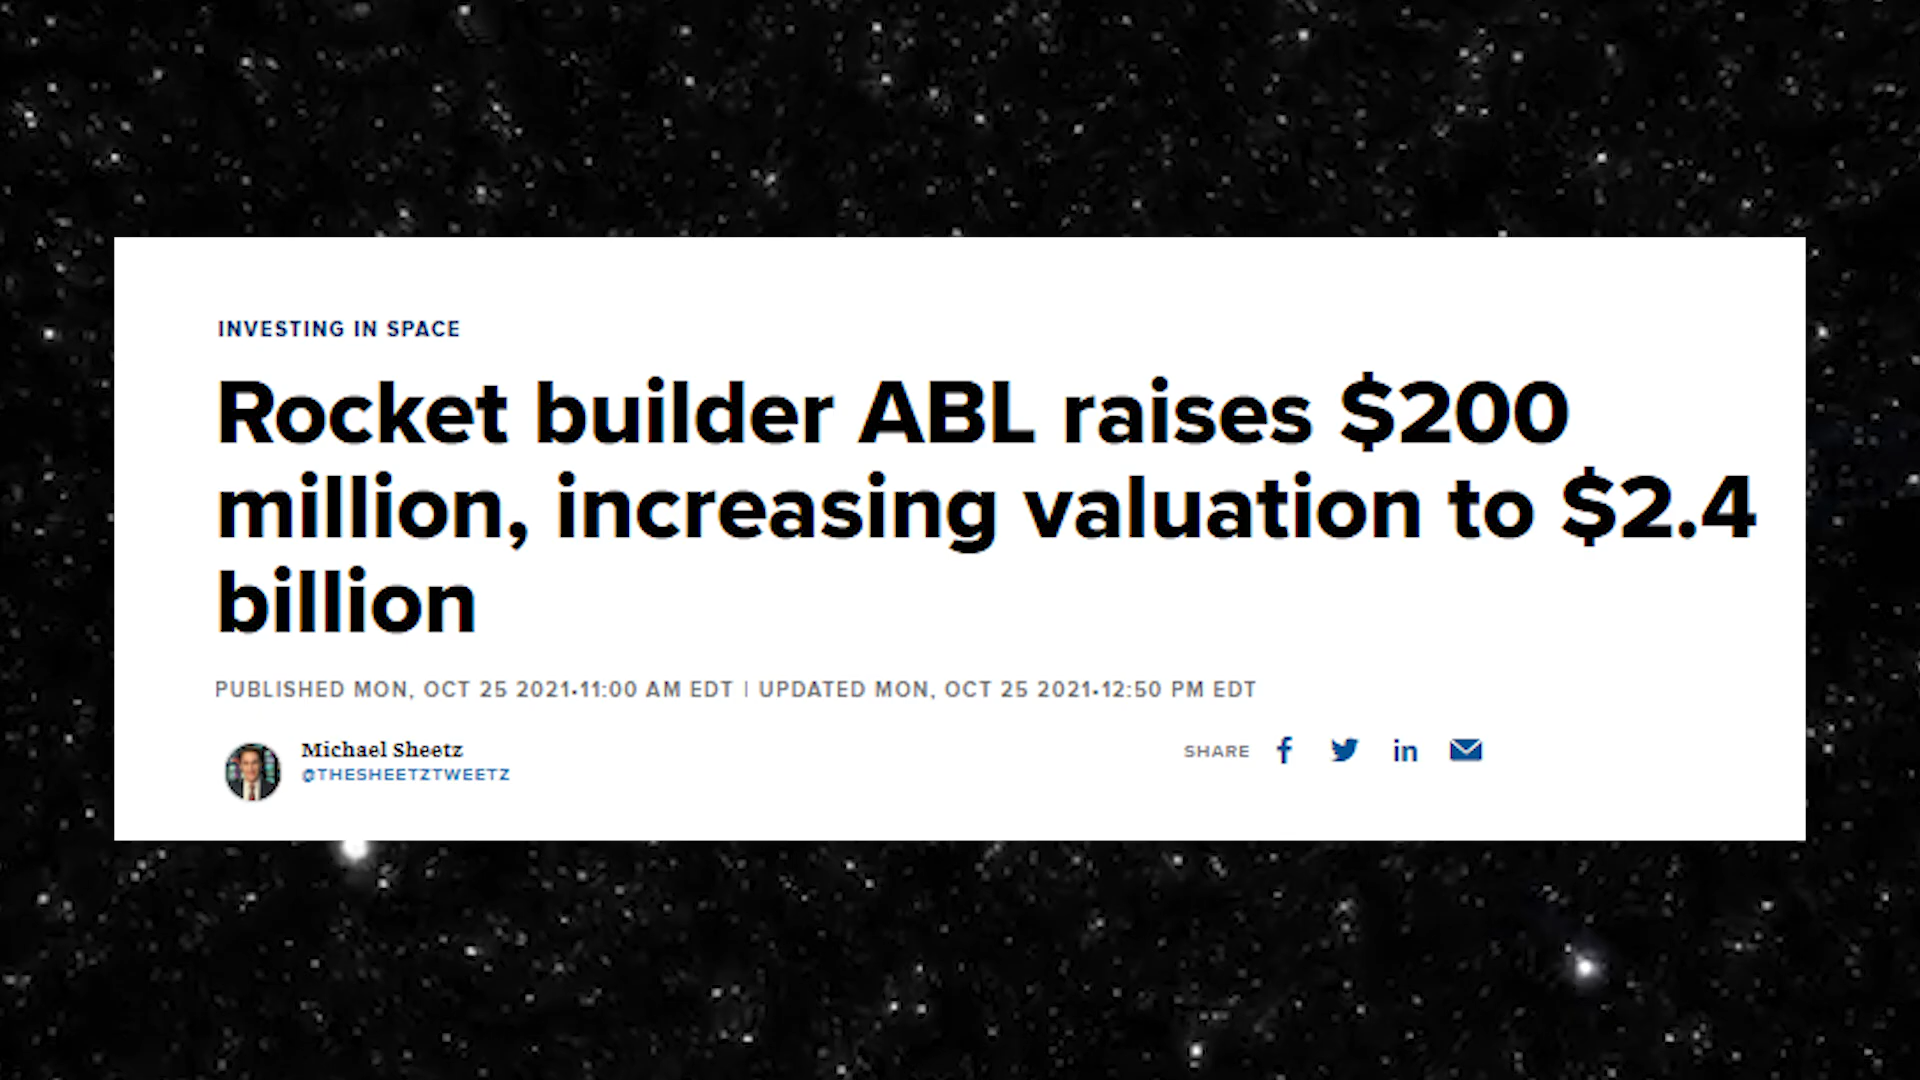 INVESTING IN SPACE
Rocket builder ABL raises $200
million, increasing valuation to $2.4
billion
PUBLISHED MON, OCT 25 2021•11:00 AM EDT | UPDATED MON, OCT 25 2021•12:50 PM EDT
Michael Sheetz
@THESHEETZTWEETZ
SHARE